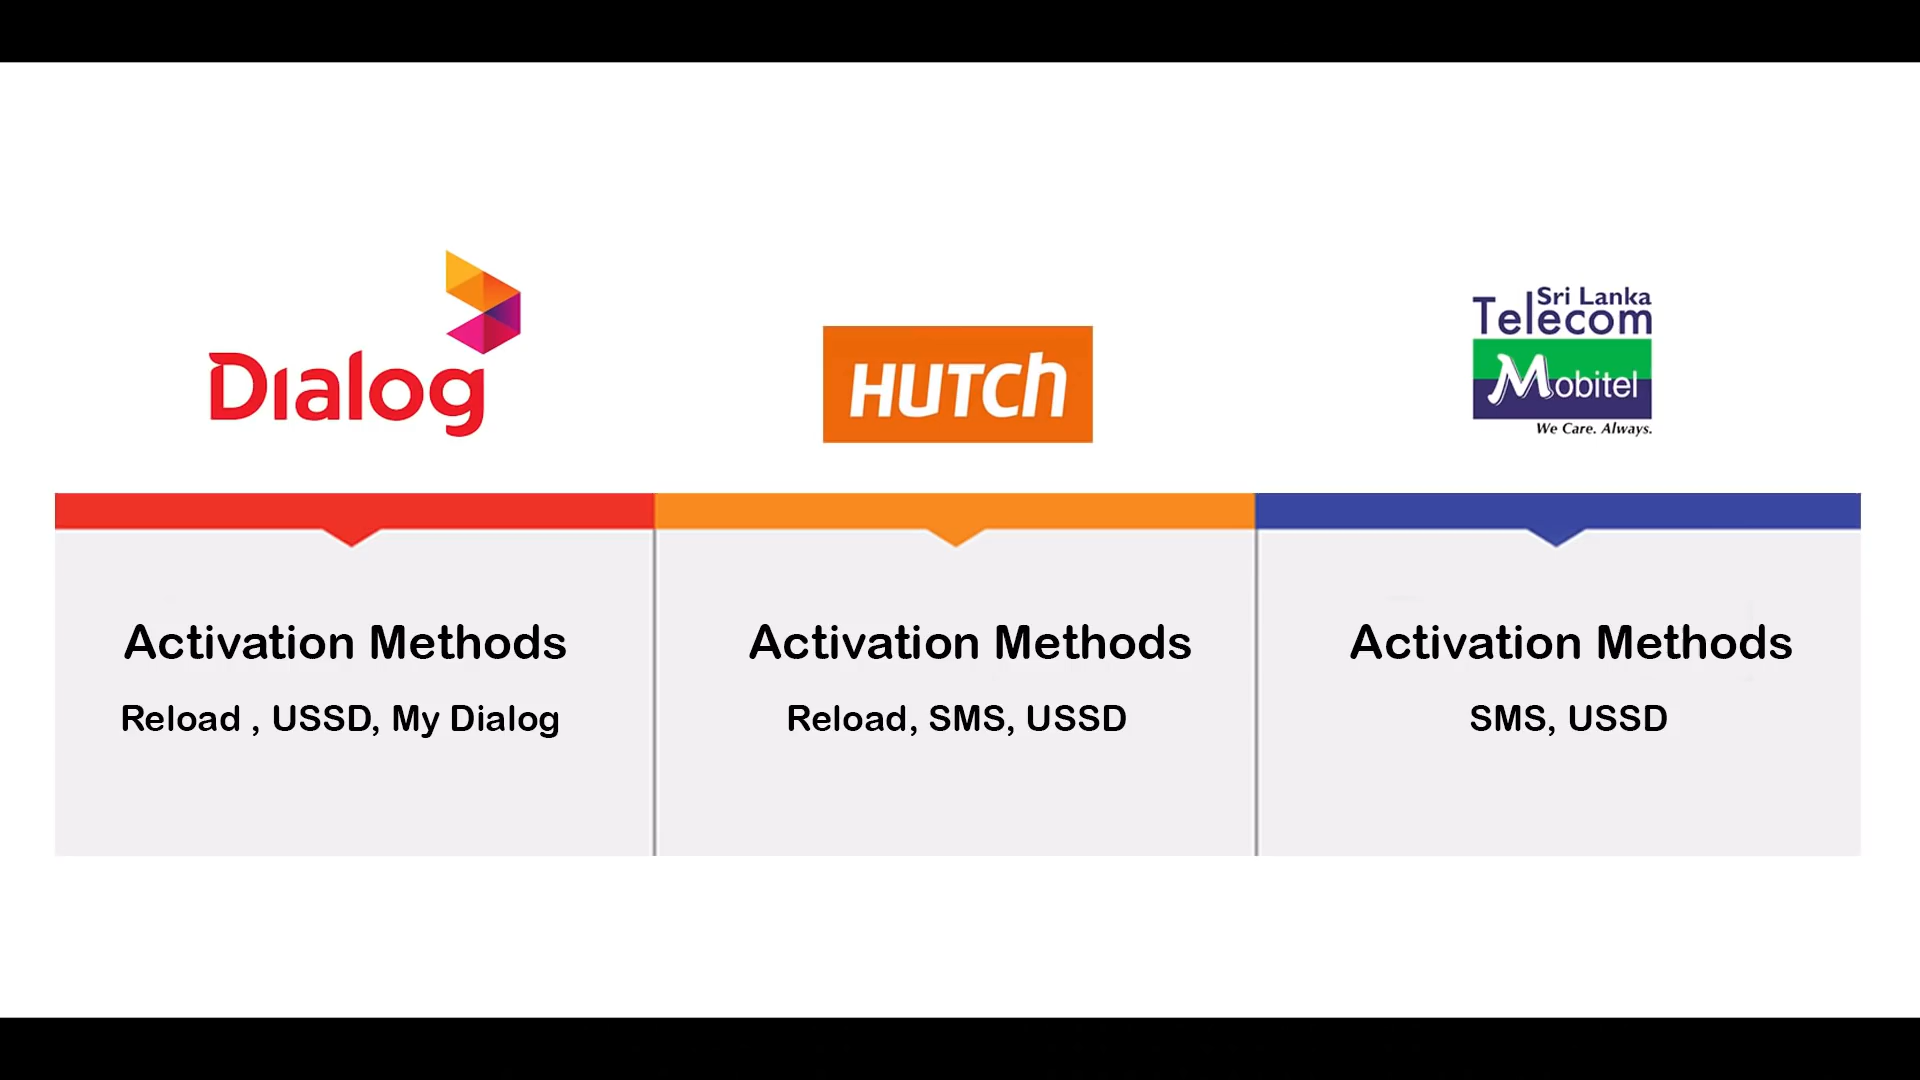 Dialog
HUTCH
Sri Lanka
Telecom
Mobitel
We Care. Always.
Activation Methods
Reload , USSD, My Dialog
Activation Methods
Reload, SMS, USSD
Activation Methods
SMS, USSD